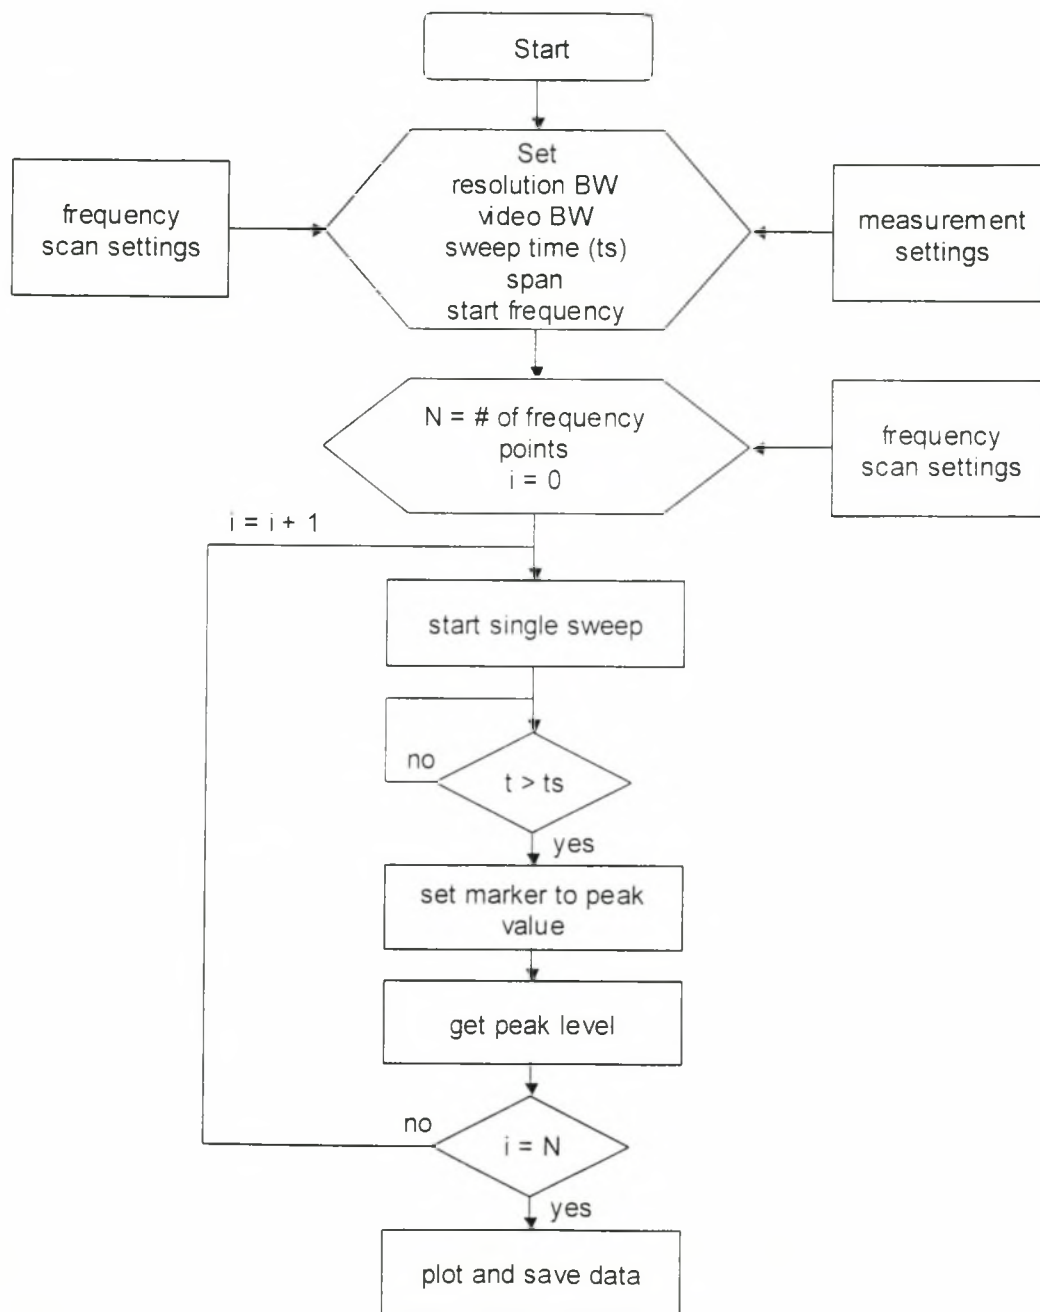 Start
Set
resolution BW
video BW
sweep time (ts)
span
start frequency
frequency
scan settings
measurement
settings
N = # of frequency
points
i = 0
frequency
scan settings
i = i + 1
start single sweep
no
t > ts
yes
set marker to peak
value
get peak level
no
i = N
yes
plot and save data